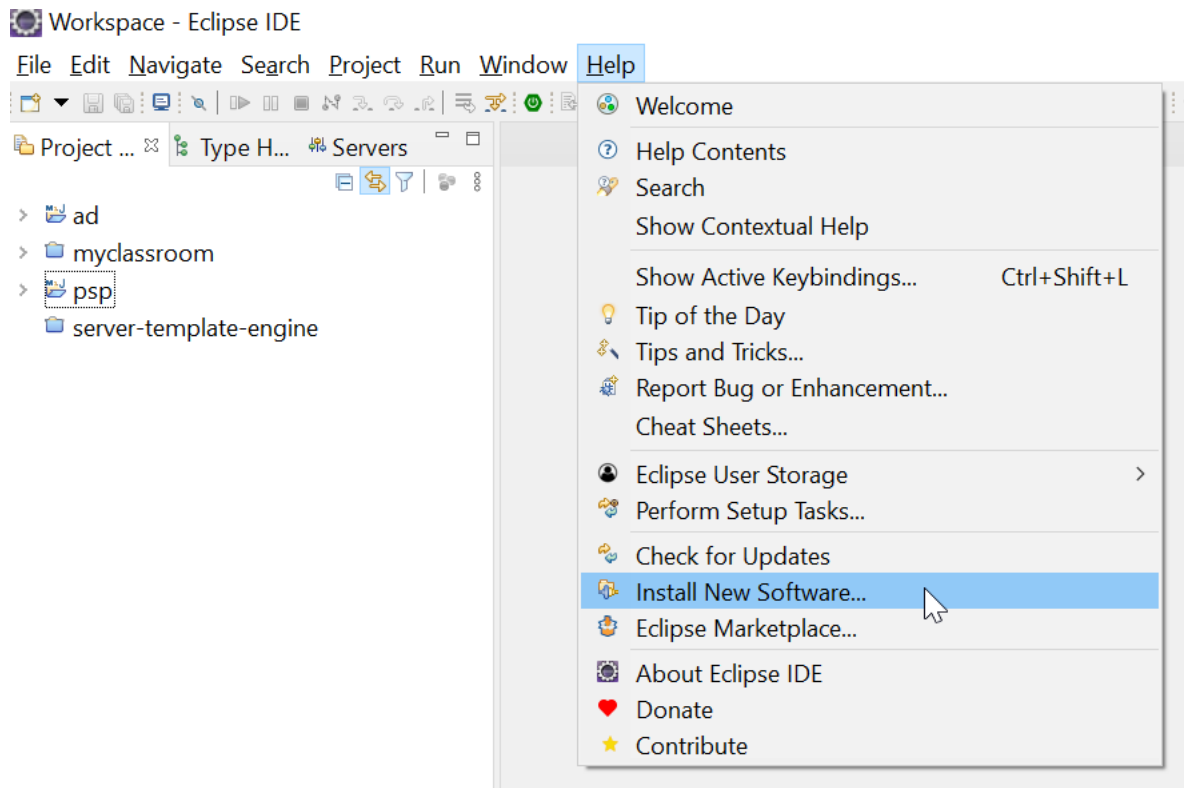 Workspace - Eclipse IDE
File Edit Navigate Search Project Run Window Help
Project ... Type H... Servers
ad
myclassroom
psp
server-template-engine
Welcome
Help Contents
Search
Show Contextual Help
Show Active Keybindings... Ctrl+Shift+L
Tip of the Day
Tips and Tricks...
Report Bug or Enhancement...
Cheat Sheets...
Eclipse User Storage
Perform Setup Tasks...
Check for Updates
Install New Software...
Eclipse Marketplace...
About Eclipse IDE
Donate
Contribute